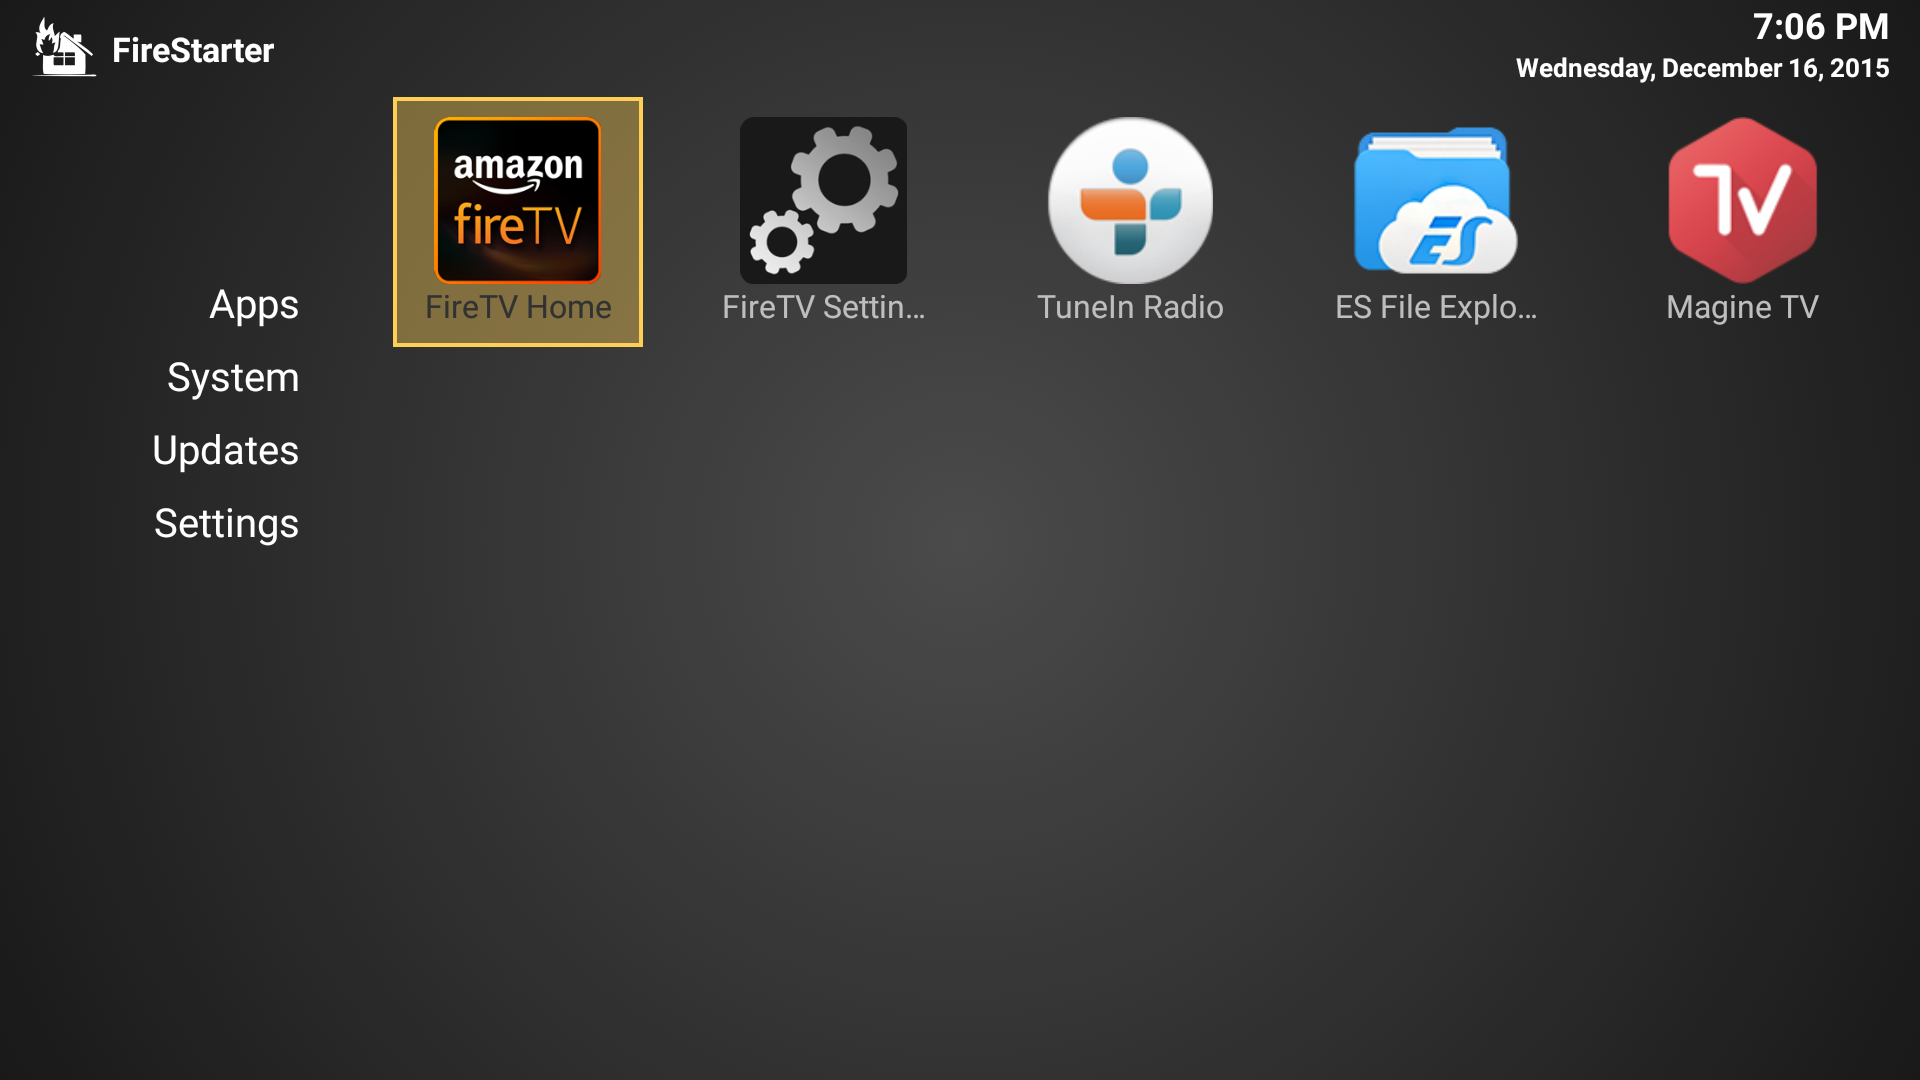 FireStarter
7:06 PM
Wednesday, December 16, 2015
amazon
fireTV
FireTV Home
FireTV Settin...
TuneIn Radio
ES
ES File Explo...
TV
Magine TV
Apps
System
Updates
Settings